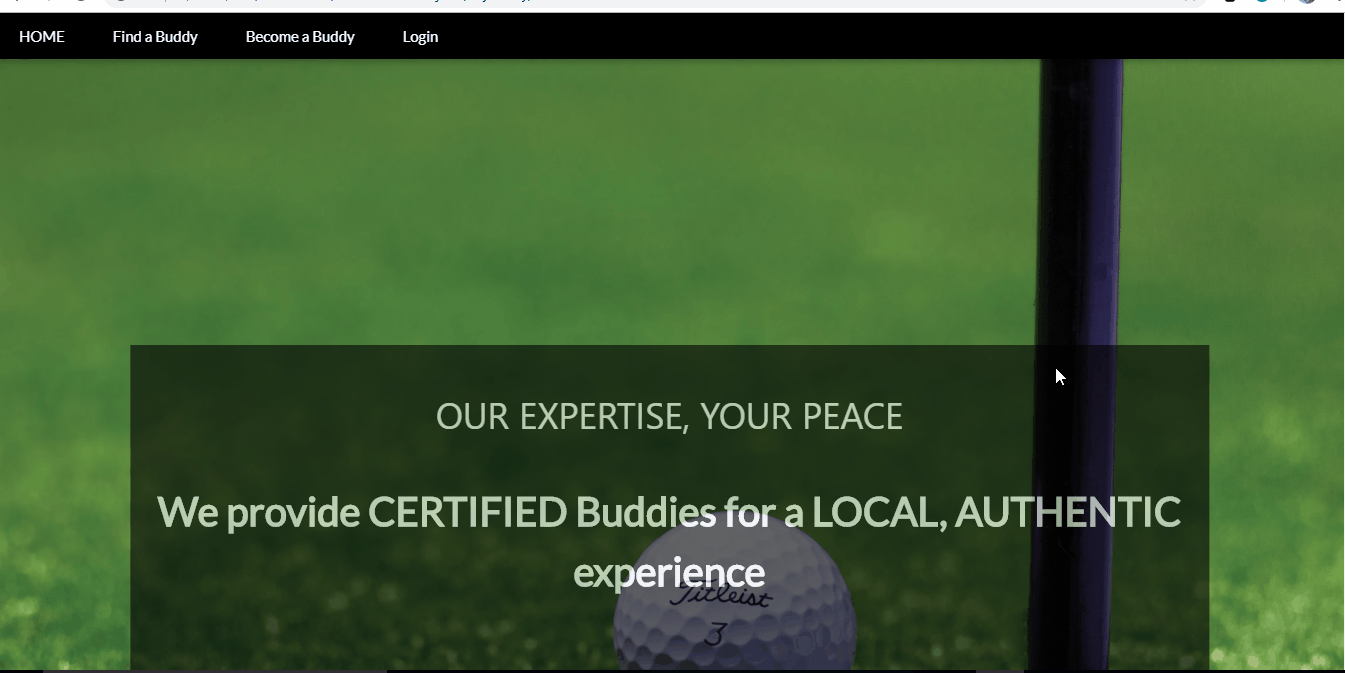 HOME Find a Buddy Become a Buddy Login
OUR EXPERTISE, YOUR PEACE
We provide CERTIFIED Buddies for a LOCAL, AUTHENTIC
experience
Titleist
3